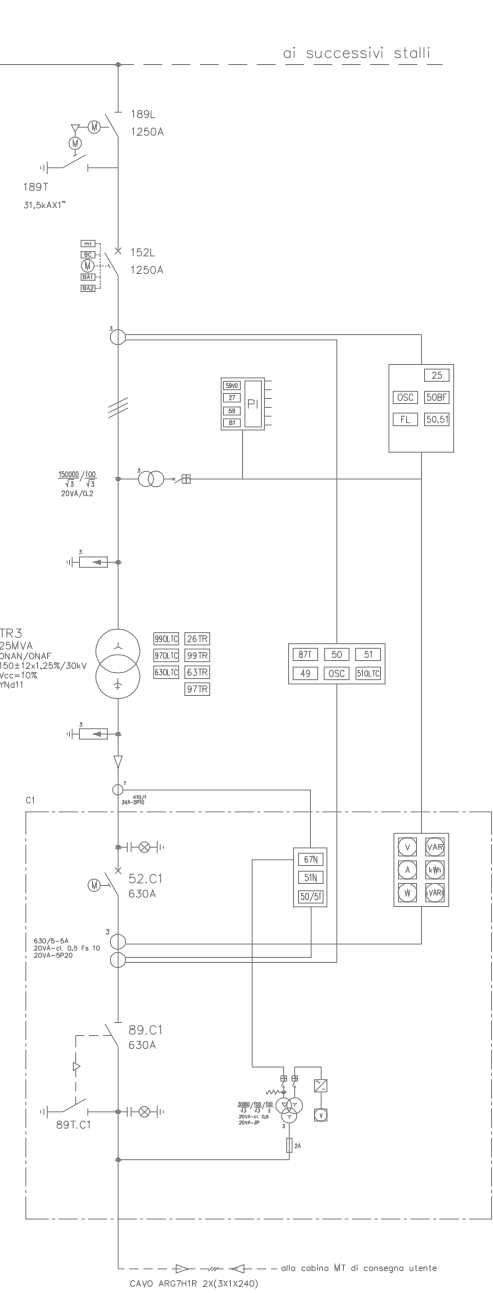 ai successivi stalli
189L
1250A
M
M
189T
31,5kAX1"
152L
1250A
ml
BC
M
BA1
BA2
3
25
OSC
50BF
FL
50,51
59V0
27
59
81
PI
150000/√3 / 100/√3
20VA/0.2
3
3
TR3
25MVA
ONAN/ONAF
150±12x1,25%/30kV
Vcc=10%
YNd11
99OLTC
26TR
97OLTC
99TR
63OLTC
63TR
97TR
87T
50
51
49
OSC
51OLTC
3
1
C1
67N
51N
50/51
V
VAR
A
kWh
W
kVARh
52.C1
630A
M
3
630/5-5A
20VA-cl. 0,5 Fs 10
20VA-5P20
89.C1
630A
89T.C1
3
2A
V
alla cabina MT di consegna utente
CAVO ARG7H1R 2X(3X1X240)